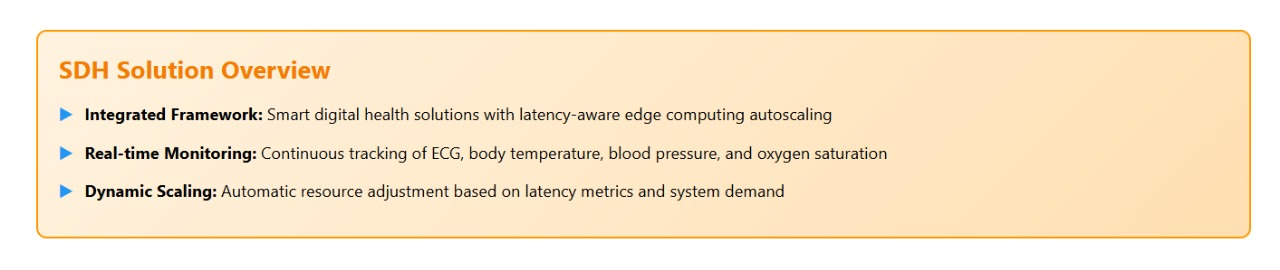 SDH Solution Overview
Integrated Framework: Smart digital health solutions with latency-aware edge computing autoscaling
Real-time Monitoring: Continuous tracking of ECG, body temperature, blood pressure, and oxygen saturation
Dynamic Scaling: Automatic resource adjustment based on latency metrics and system demand